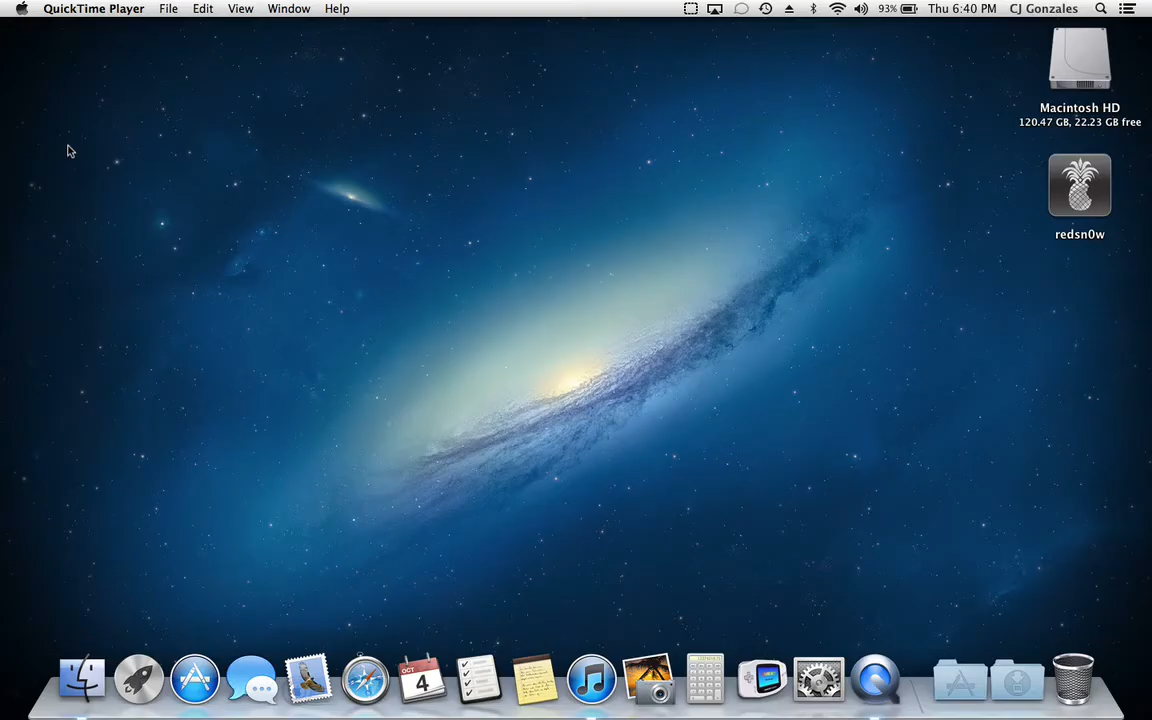 QuickTime Player File Edit View Window Help 93% Thu 6:40 PM CJ Gonzales
Macintosh HD
120.47 GB, 22.23 GB free
redsn0w
OCT
4